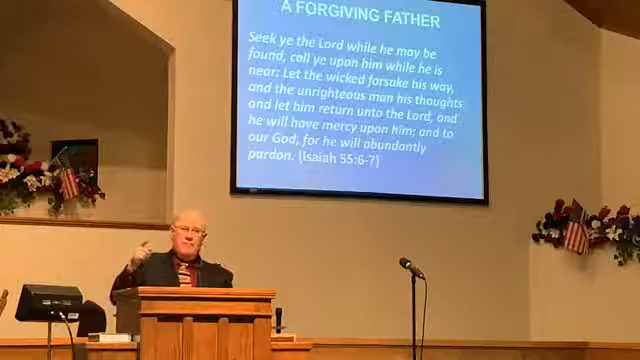 A FORGIVING FATHER
Seek ye the Lord while he may be
found, call ye upon him while he is
near: Let the wicked forsake his way,
and the unrighteous man his thoughts
and let him return unto the Lord, and
he will have mercy upon him; and to
our God, for he will abundantly
pardon. (Isaiah 55:6-7)